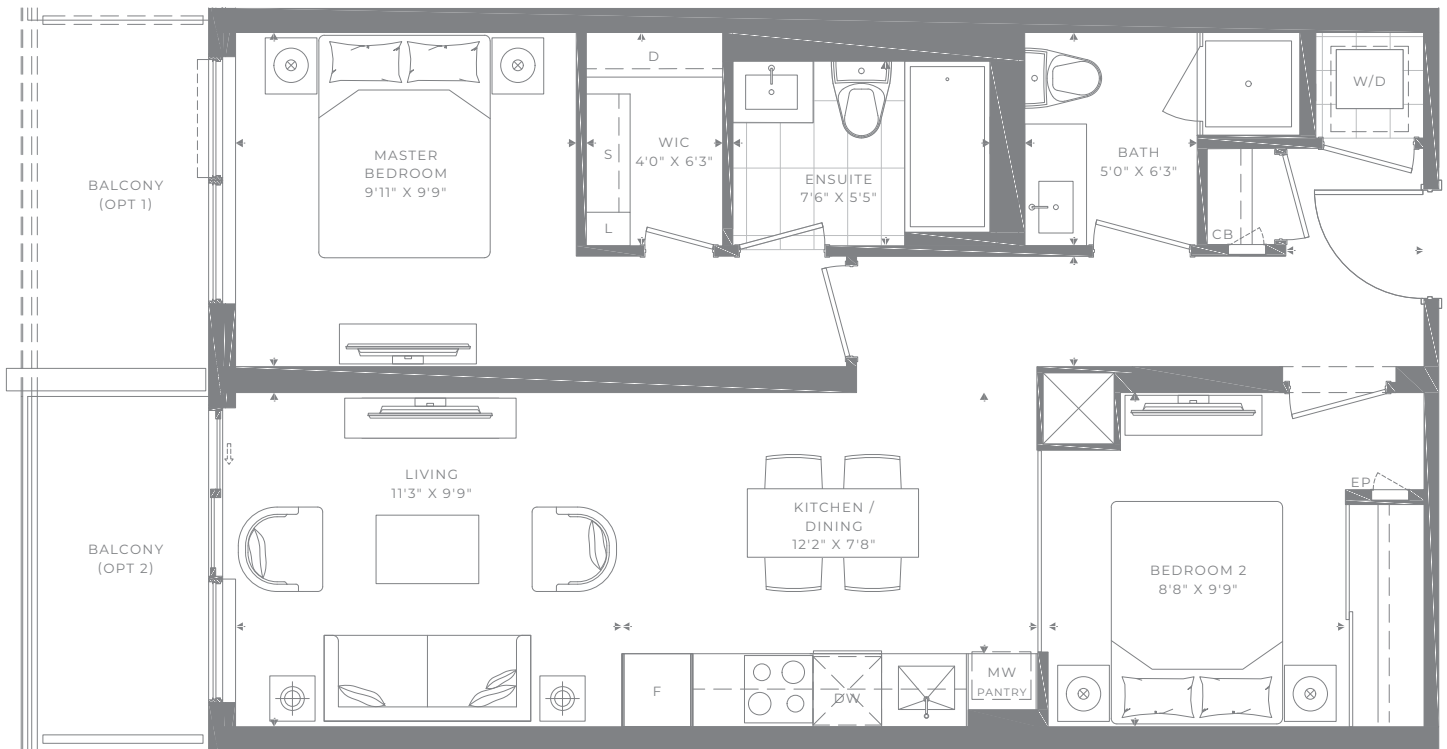 D
W/D
S
WIC
4'0" X 6'3"
MASTER
BEDROOM
9'11" X 9'9"
BATH
5'0" X 6'3"
BALCONY
(OPT 1)
ENSUITE
7'6" X 5'5"
L
CB
LIVING
11'3" X 9'9"
EP
KITCHEN /
DINING
12'2" X 7'8"
BALCONY
(OPT 2)
BEDROOM 2
8'8" X 9'9"
F
DW
MW
PANTRY